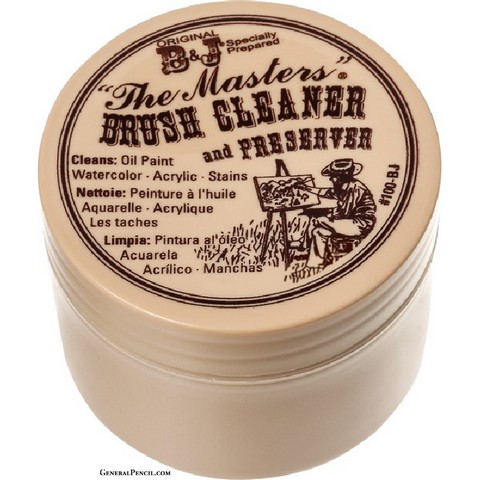 ORIGINAL
B&J
Specially
Prepared
"The Masters"®
BRUSH CLEANER
and PRESERVER
Cleans: Oil Paint
Watercolor · Acrylic · Stains
Nettoie: Peinture à l'huile
Aquarelle · Acrylique
Les taches
Limpia: Pintura al óleo
Acuarela
Acrílico · Manchas
#100-BJ
GENERALPENCIL.COM